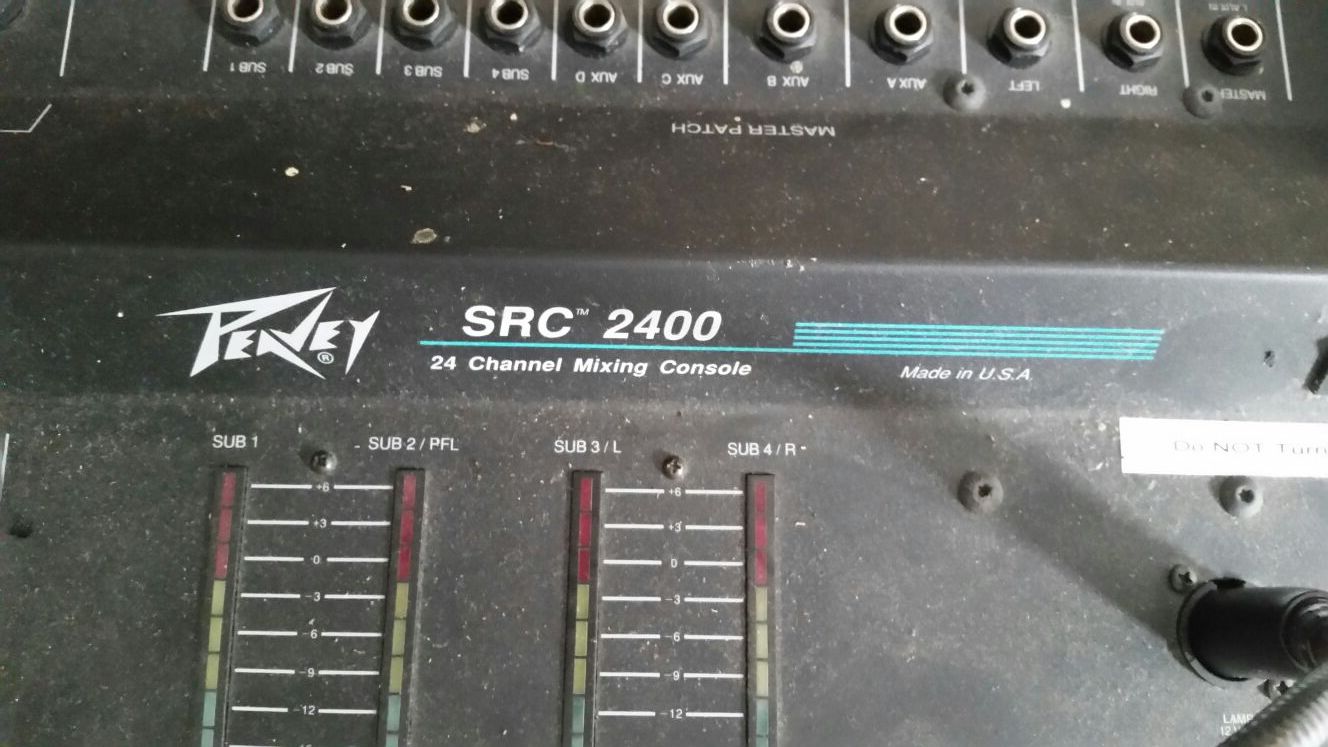 SUB 1 SUB 2 SUB 3 SUB 4 AUX D AUX C AUX B AUX A LEFT RIGHT
MASTER PATCH
PEAVEY®
SRC™ 2400
24 Channel Mixing Console
Made in U.S.A.
SUB 1 SUB 2 / PFL SUB 3 / L SUB 4 / R
Do NOT Turn
+6 +6
+3 +3
0 0
-3 -3
-6 -6
-9 -9
-12 -12